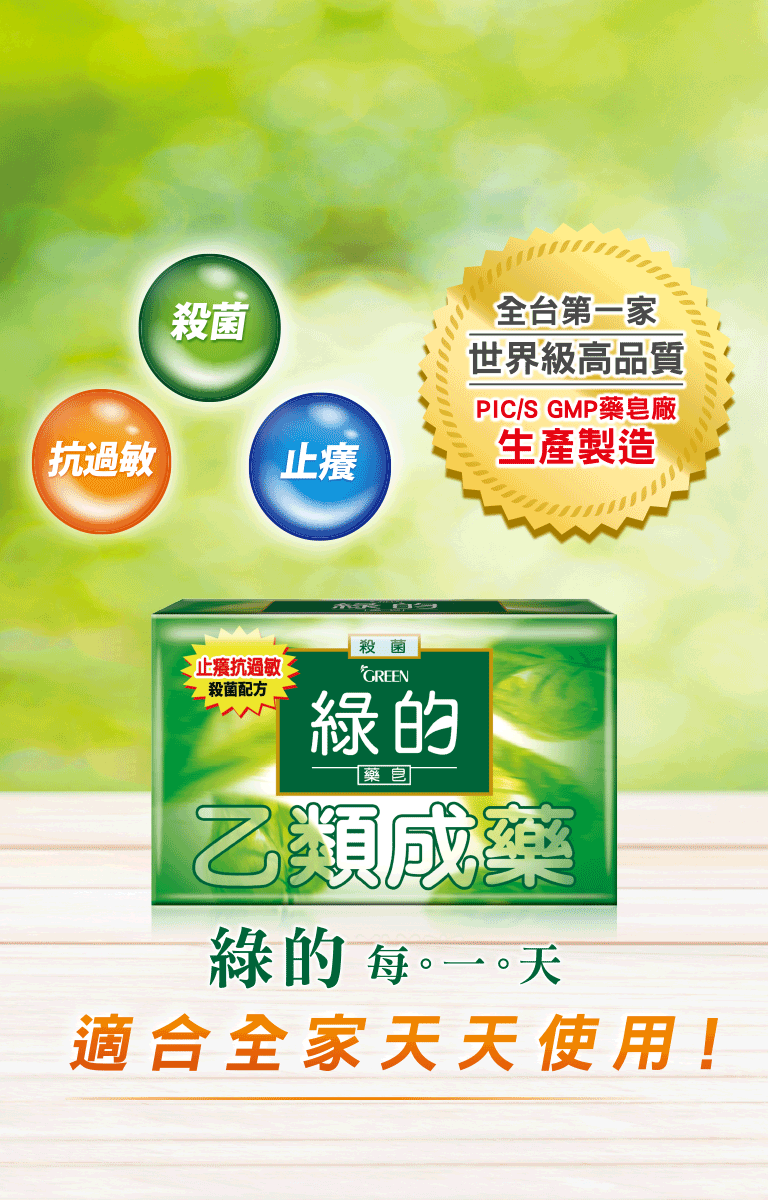 殺菌
抗過敏
止癢
全台第一家
世界級高品質
PIC/S GMP藥皂廠
生產製造
綠的
止癢抗過敏
殺菌配方
殺菌
GREEN
綠的
藥皂
乙類成藥
綠的 每。一。天
適合全家天天使用！